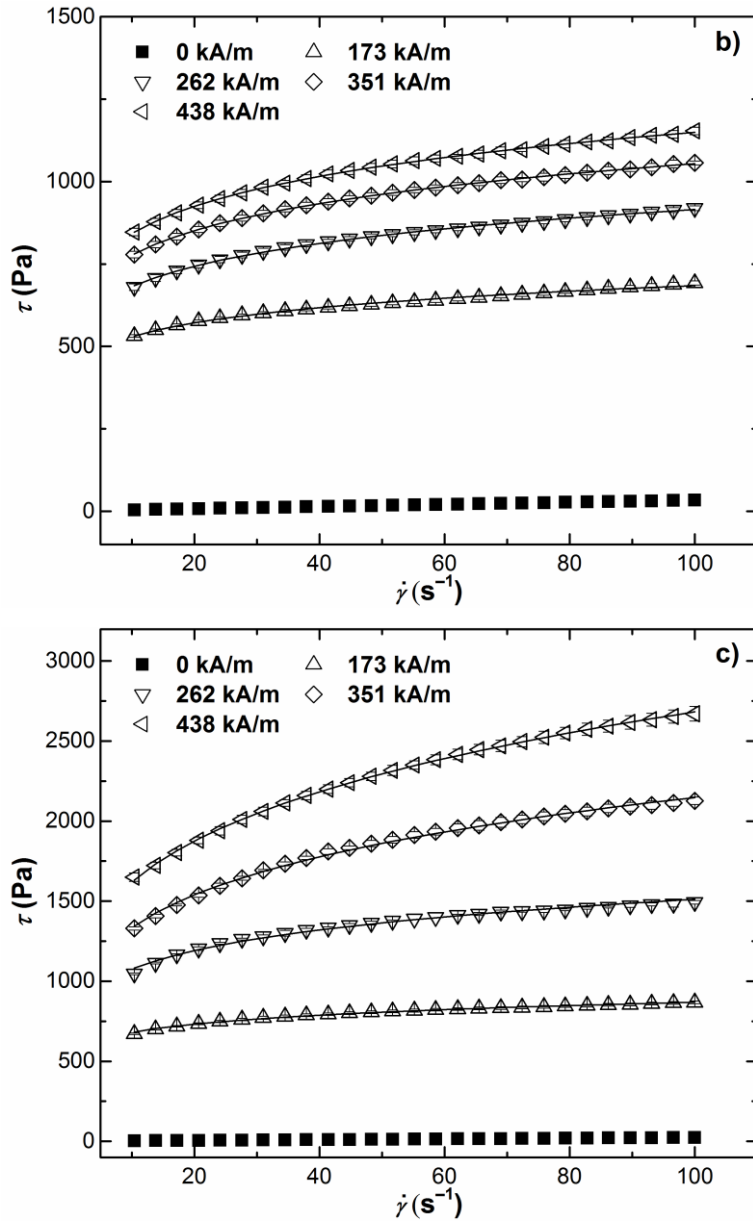 b)
0 kA/m 173 kA/m
262 kA/m 351 kA/m
438 kA/m
1500
1000
500
0
τ (Pa)
20 40 60 80 100
γ̇ (s⁻¹)
c)
0 kA/m 173 kA/m
262 kA/m 351 kA/m
438 kA/m
3000
2500
2000
1500
1000
500
0
τ (Pa)
20 40 60 80 100
γ̇ (s⁻¹)